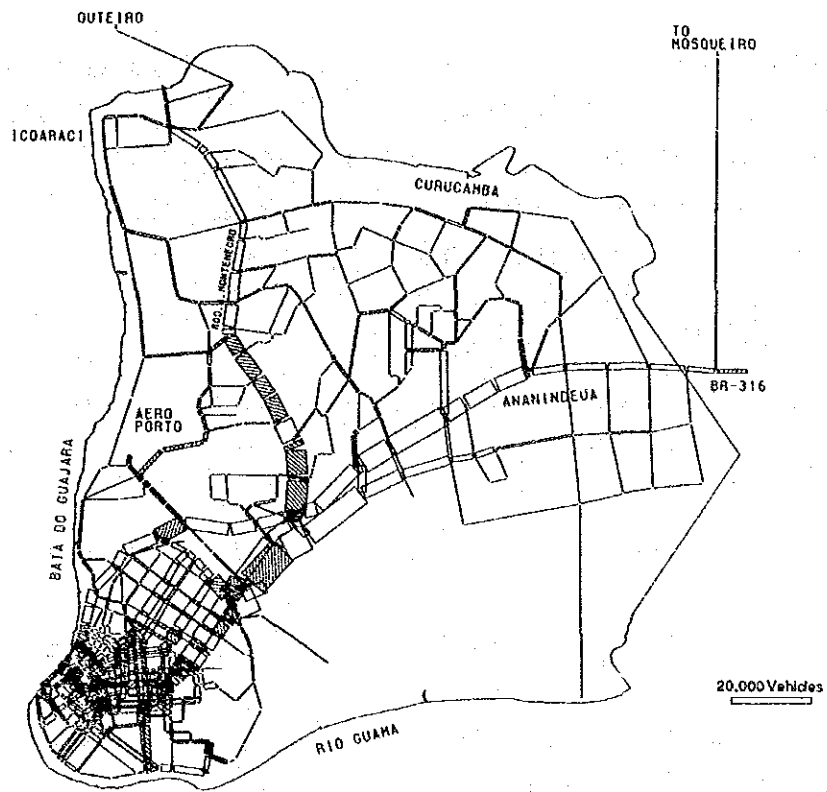 OUTEIRO
TO
MOSQUEIRO
ICOARACI
CURUCAMBA
ROD. MONTENEGRO
BR-316
ANANINDEUA
AERO
PORTO
BAIA DO GUAJARA
20,000 Vehicles
RIO GUAMA